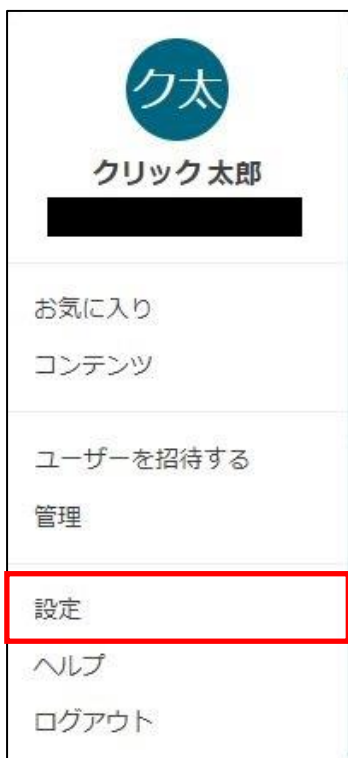 ク太
クリック 太郎
お気に入り
コンテンツ
ユーザーを招待する
管理
設定
ヘルプ
ログアウト